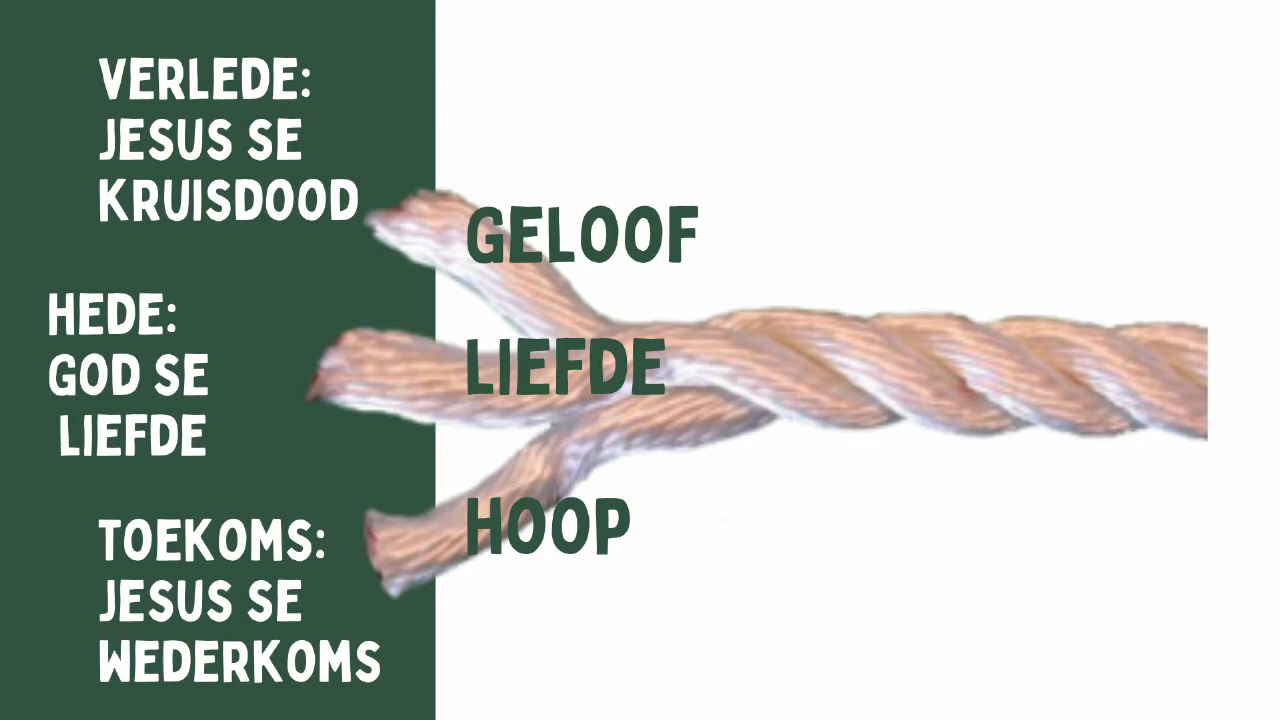 VERLEDE:
JESUS SE
KRUISDOOD
GELOOF
HEDE:
GOD SE
LIEFDE
LIEFDE
TOEKOMS:
JESUS SE
WEDERKOMS
HOOP